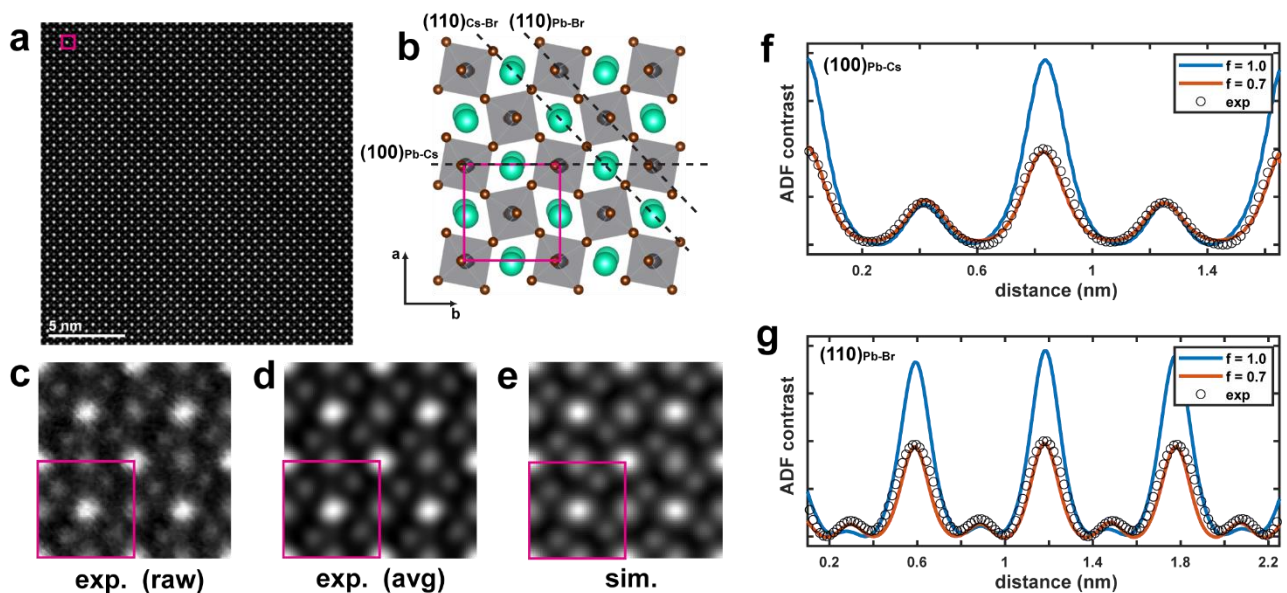 a
5 nm
b
(110)Cs-Br
(110)Pb-Br
(100)Pb-Cs
a
b
c
exp. (raw)
d
exp. (avg)
e
sim.
f
(100)Pb-Cs
f = 1.0
f = 0.7
exp
ADF contrast
0.2 0.6 1 1.4
distance (nm)
g
(110)Pb-Br
f = 1.0
f = 0.7
exp
ADF contrast
0.2 0.6 1 1.4 1.8 2.2
distance (nm)